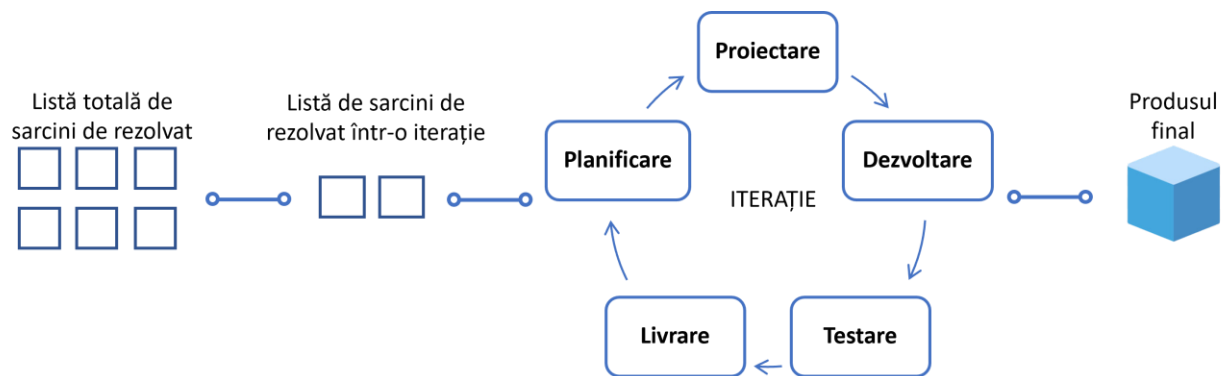 Listă totală de
sarcini de rezolvat
Listă de sarcini de
rezolvat într-o iterație
Proiectare
Planificare
Dezvoltare
ITERAȚIE
Livrare
Testare
Produsul
final